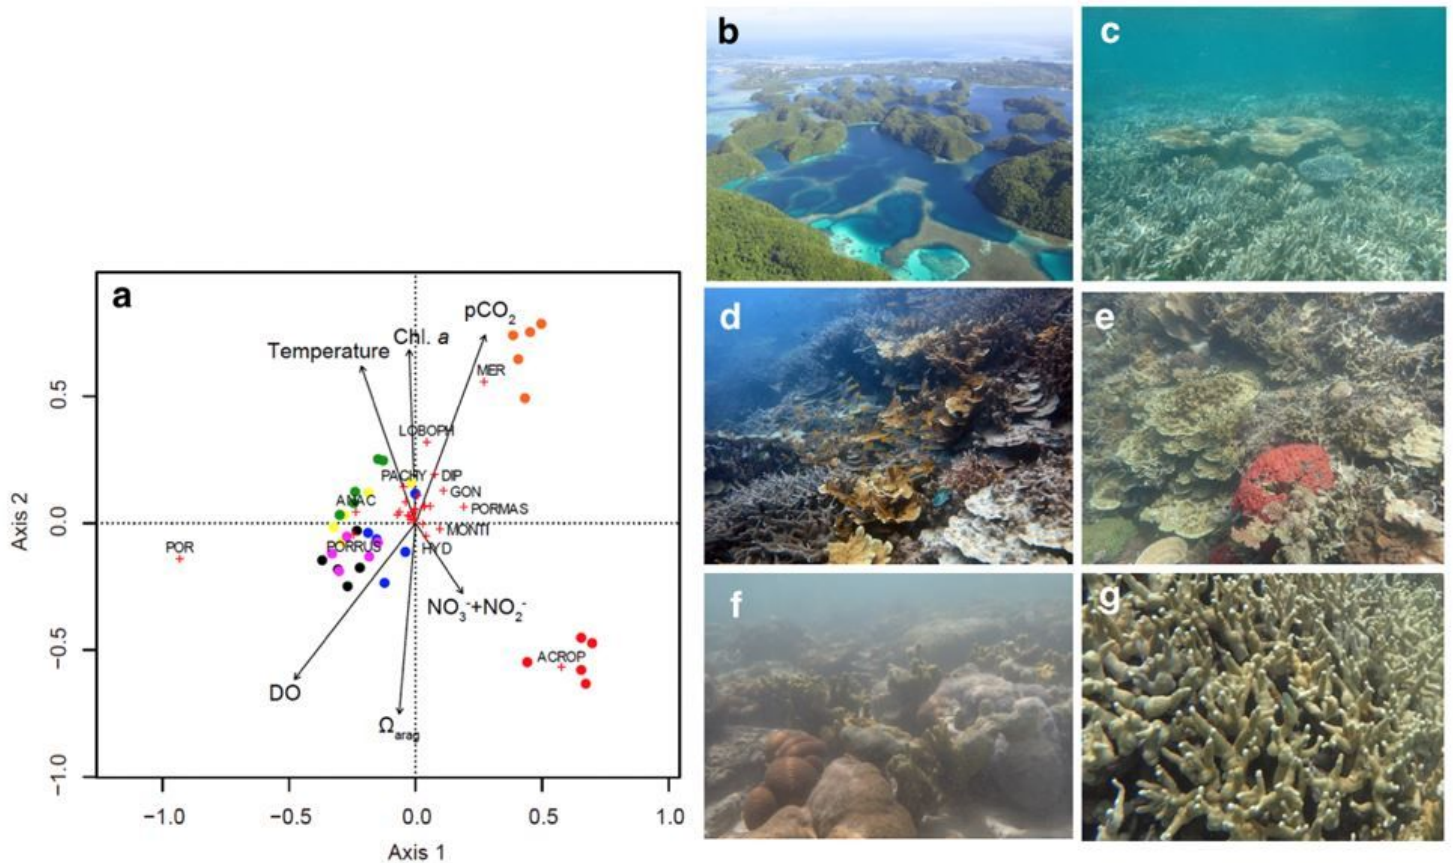 a
pCO2
Chl. a
Temperature
MER
LOBOPH
PACHY
DIP
GON
ANAC
PORMAS
MONTI
PORRUS
HYD
POR
NO3-+NO2-
ACROP
DO
Ωarag
Axis 2
0.5
0.0
−0.5
−1.0
−1.0
−0.5
0.0
0.5
1.0
Axis 1
b
c
d
e
f
g